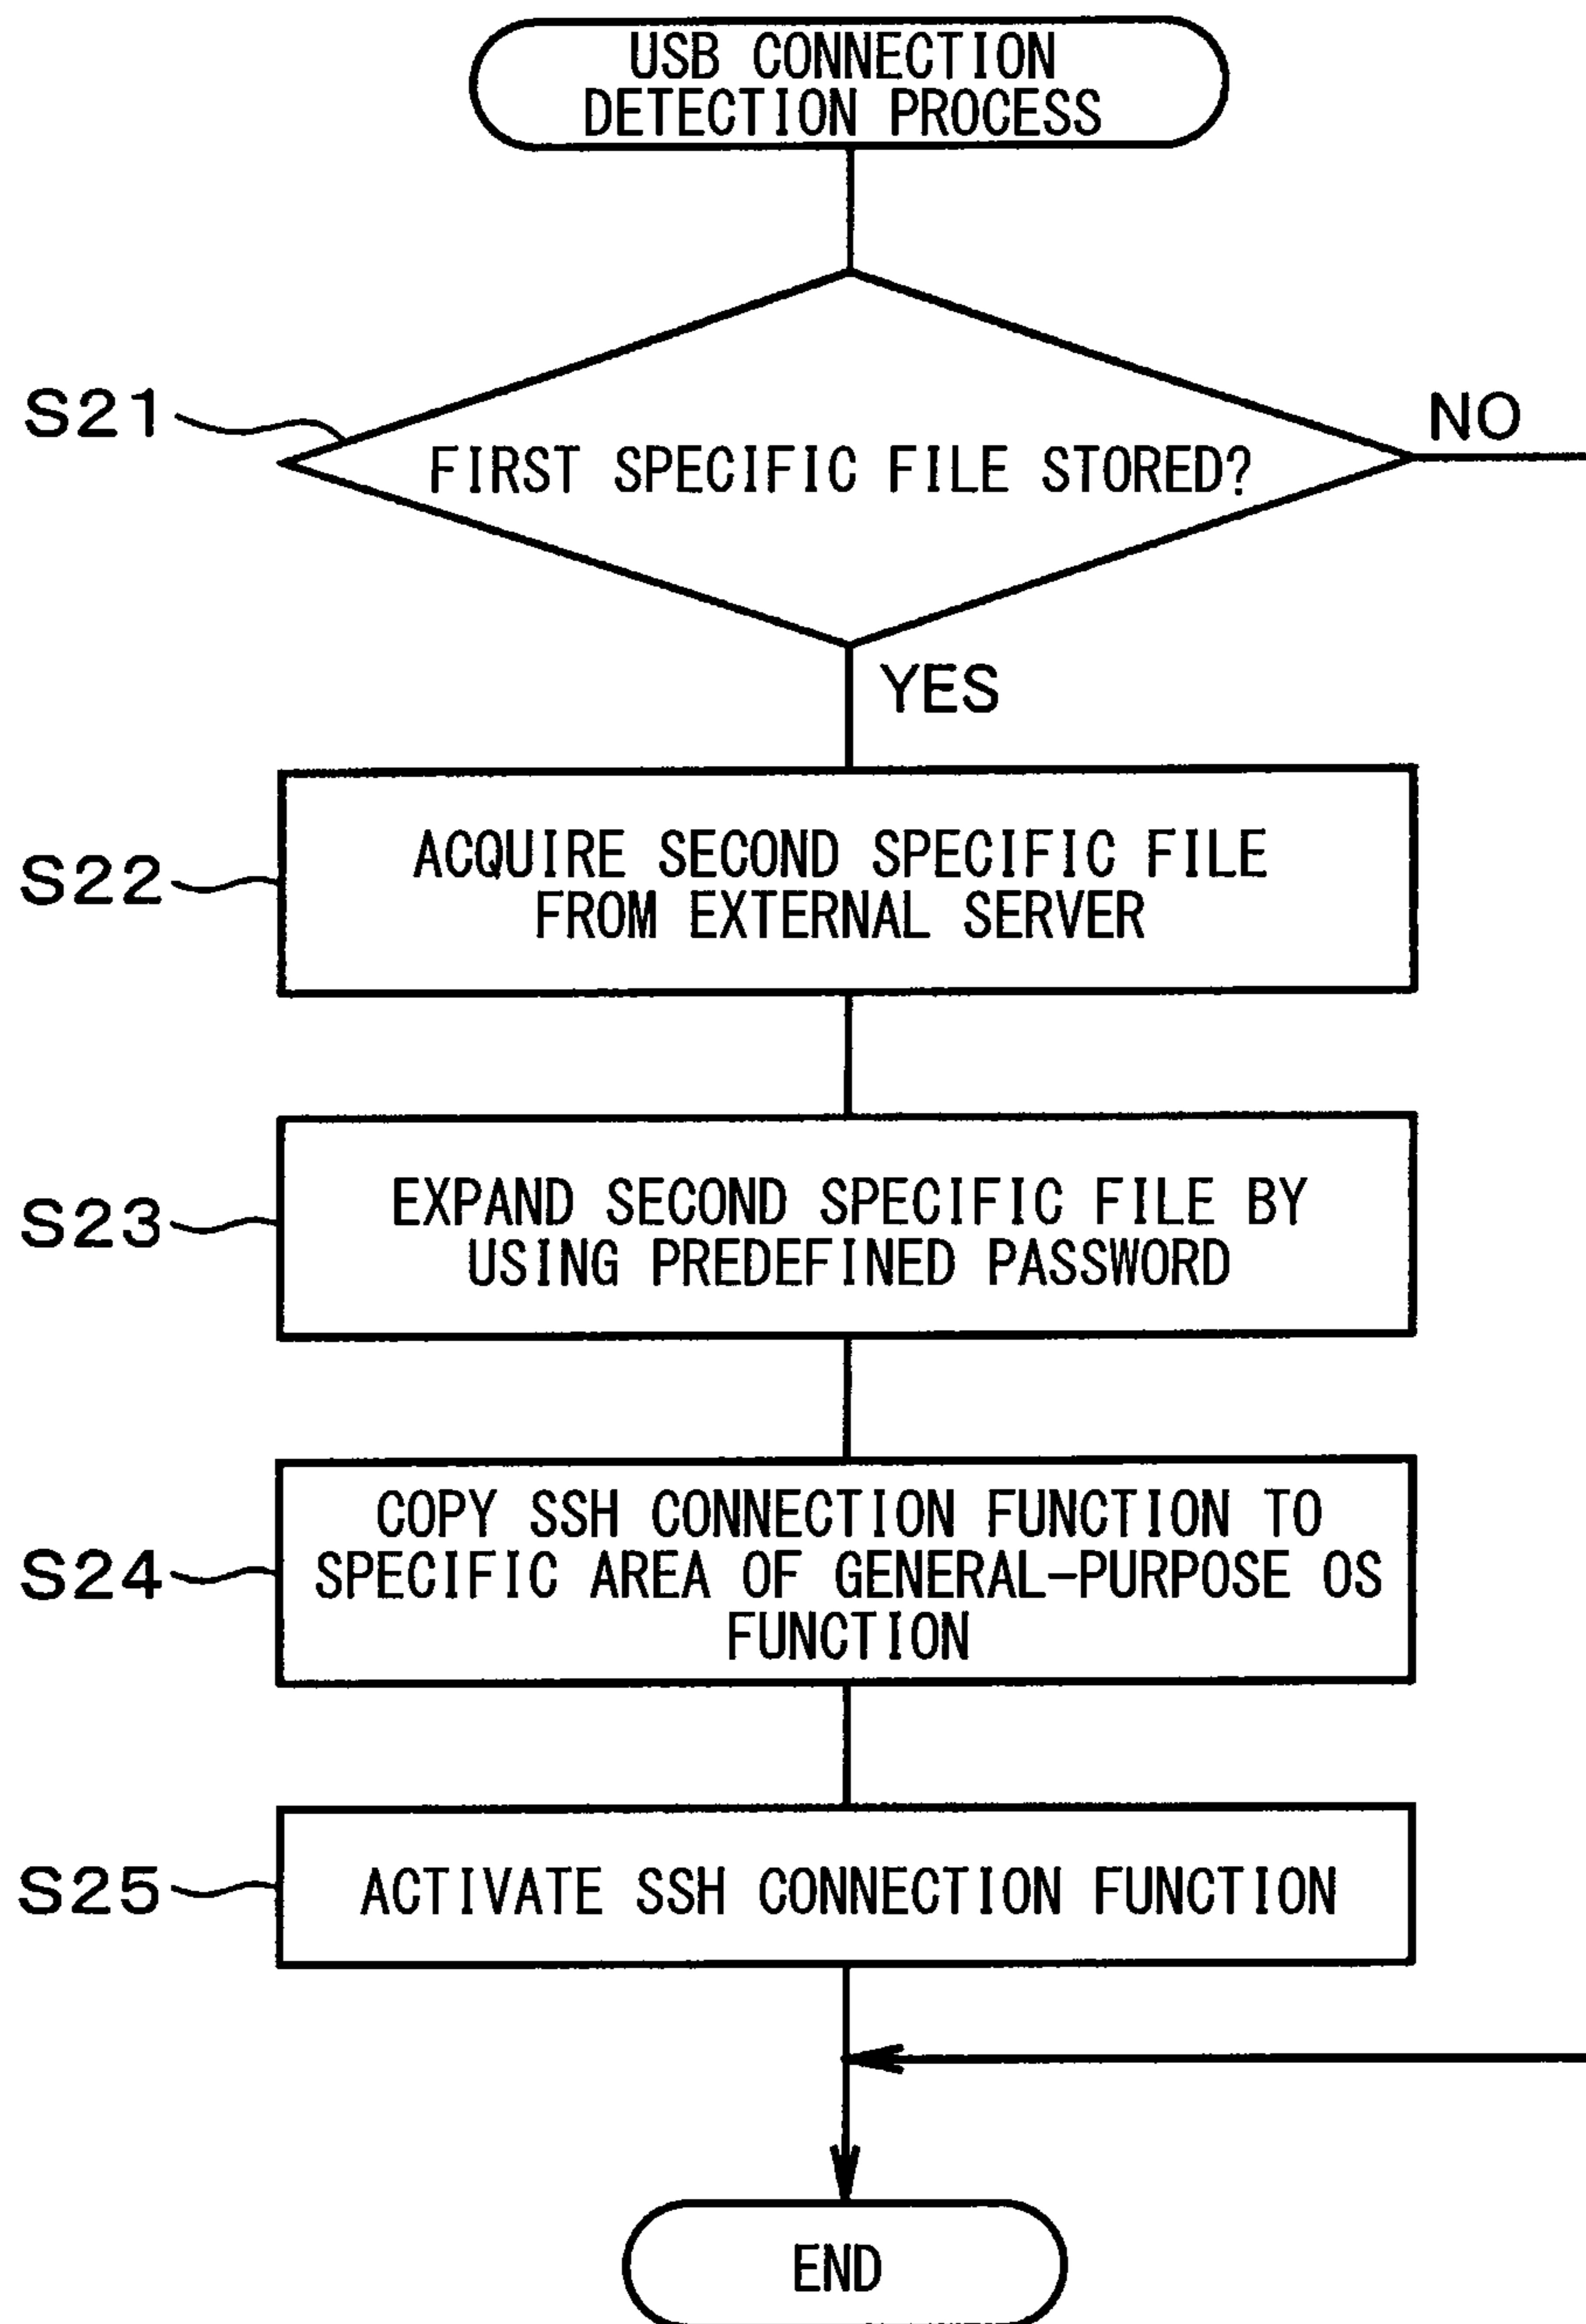 USB CONNECTION
DETECTION PROCESS
S21
FIRST SPECIFIC FILE STORED?
NO
YES
S22
ACQUIRE SECOND SPECIFIC FILE
FROM EXTERNAL SERVER
S23
EXPAND SECOND SPECIFIC FILE BY
USING PREDEFINED PASSWORD
S24
COPY SSH CONNECTION FUNCTION TO
SPECIFIC AREA OF GENERAL-PURPOSE OS
FUNCTION
S25
ACTIVATE SSH CONNECTION FUNCTION
END